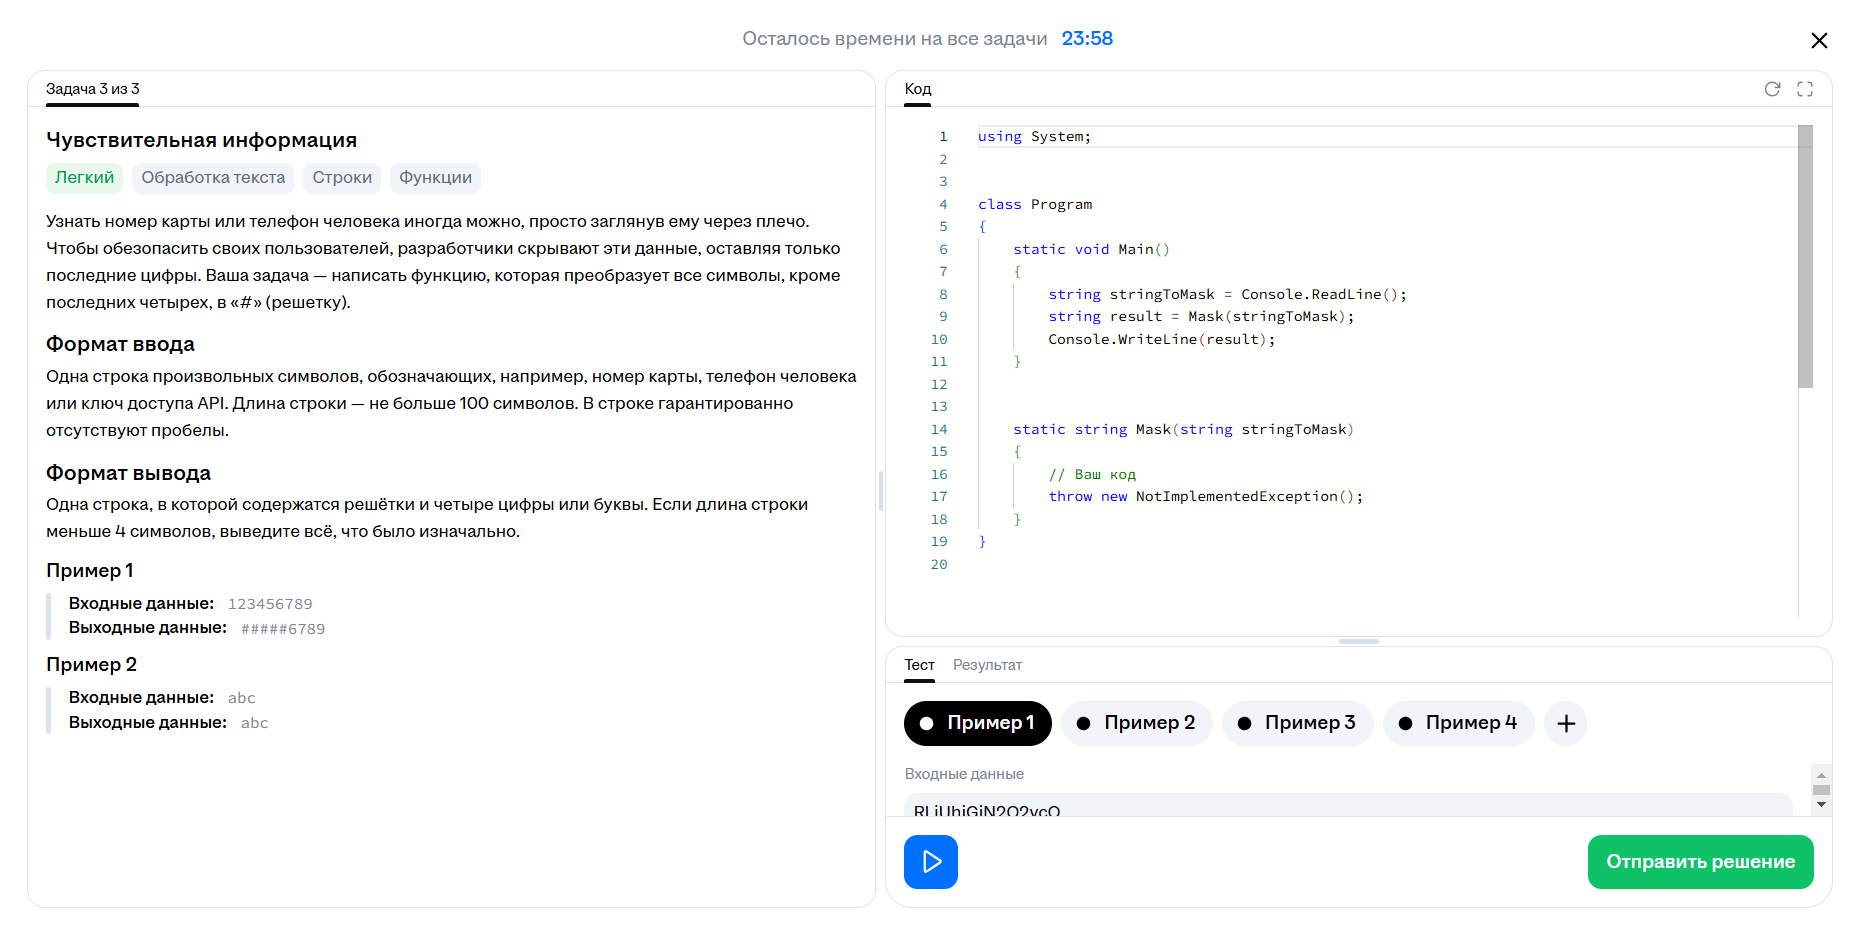 Осталось времени на все задачи 23:58
Задача 3 из 3
Чувствительная информация
Легкий Обработка текста Строки Функции
Узнать номер карты или телефон человека иногда можно, просто заглянув ему через плечо.
Чтобы обезопасить своих пользователей, разработчики скрывают эти данные, оставляя только
последние цифры. Ваша задача — написать функцию, которая преобразует все символы, кроме
последних четырех, в «#» (решетку).
Формат ввода
Одна строка произвольных символов, обозначающих, например, номер карты, телефон человека
или ключ доступа API. Длина строки — не больше 100 символов. В строке гарантированно
отсутствуют пробелы.
Формат вывода
Одна строка, в которой содержатся решётки и четыре цифры или буквы. Если длина строки
меньше 4 символов, выведите всё, что было изначально.
Пример 1
Входные данные: 123456789
Выходные данные: #####6789
Пример 2
Входные данные: abc
Выходные данные: abc
Код
1 using System;
2
3
4 class Program
5 {
6 static void Main()
7 {
8 string stringToMask = Console.ReadLine();
9 string result = Mask(stringToMask);
10 Console.WriteLine(result);
11 }
12
13
14 static string Mask(string stringToMask)
15 {
16 // Ваш код
17 throw new NotImplementedException();
18 }
19 }
20
Тест Результат
Пример 1 Пример 2 Пример 3 Пример 4
Входные данные
Отправить решение